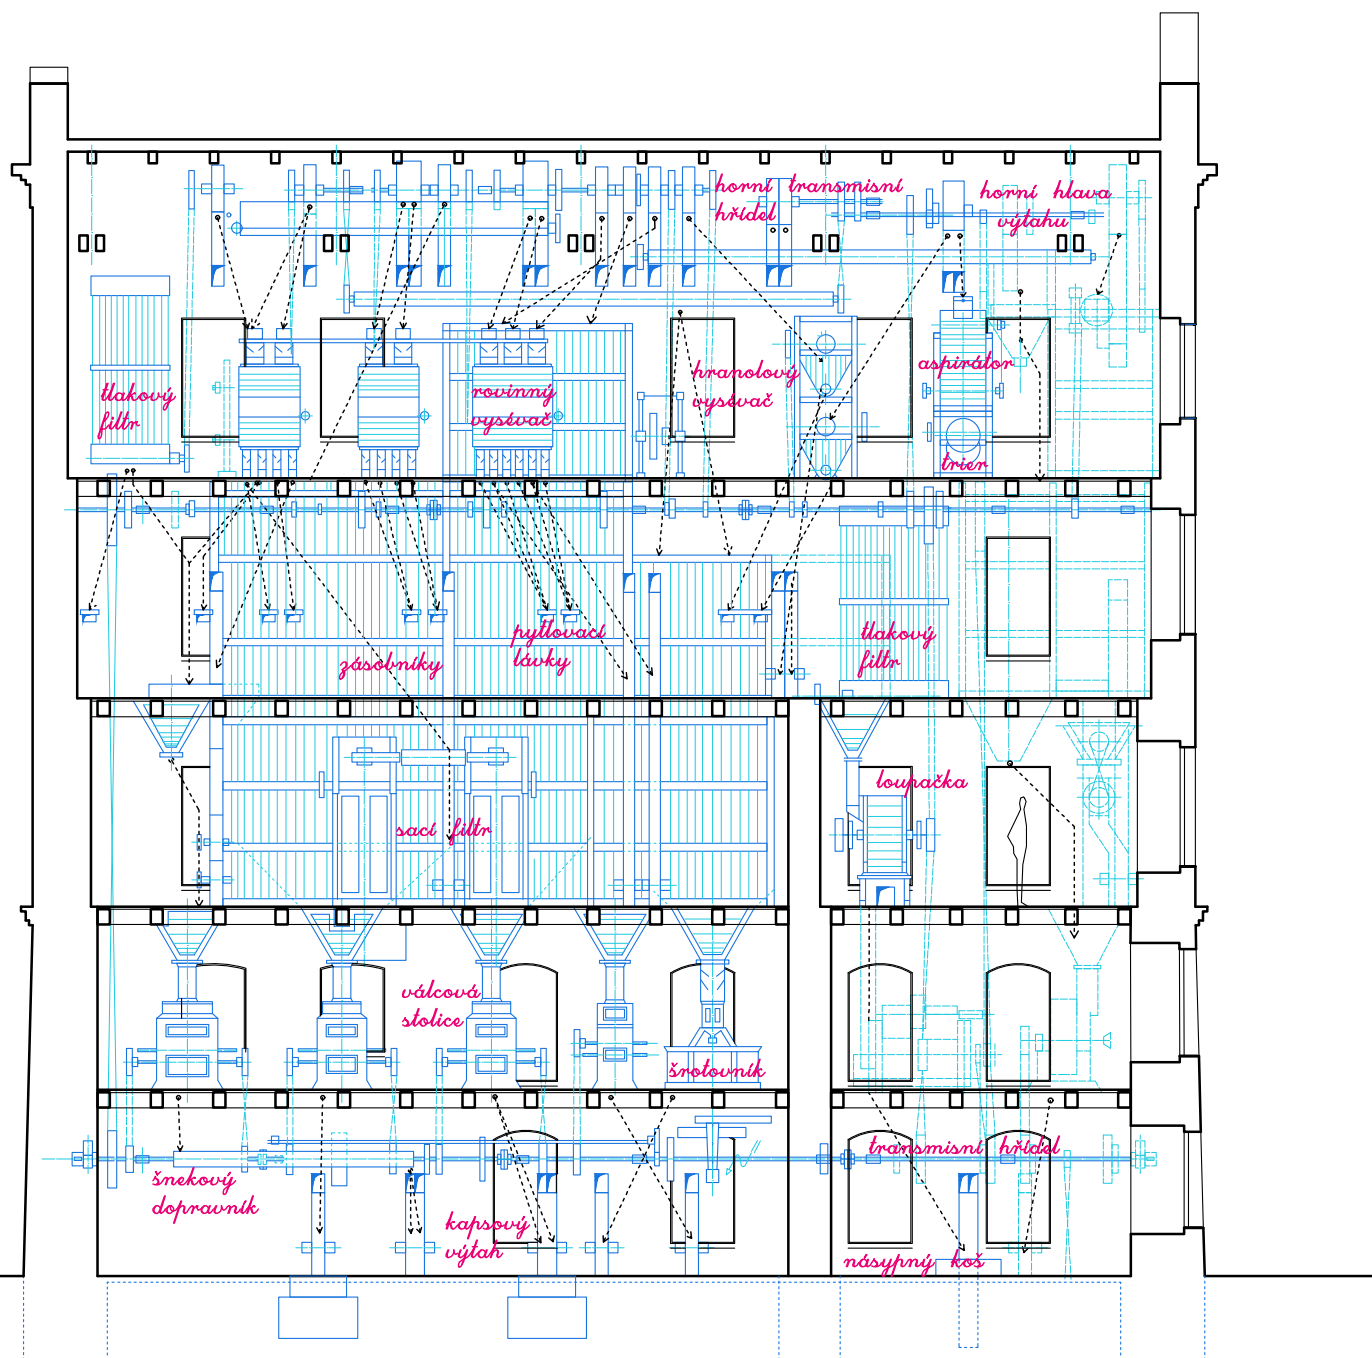 horní transmisní
hřídel
horní hlava
výtahu
tlakový
filtr
rovinný
vysévač
hranolový
vysévač
aspirátor
trier
zásobníky
pytlovací
lávky
tlakový
filtr
sací filtr
loupačka
válcová
stolice
šrotovník
šnekový
dopravník
kapsový
výtah
transmisní hřídel
násypný koš